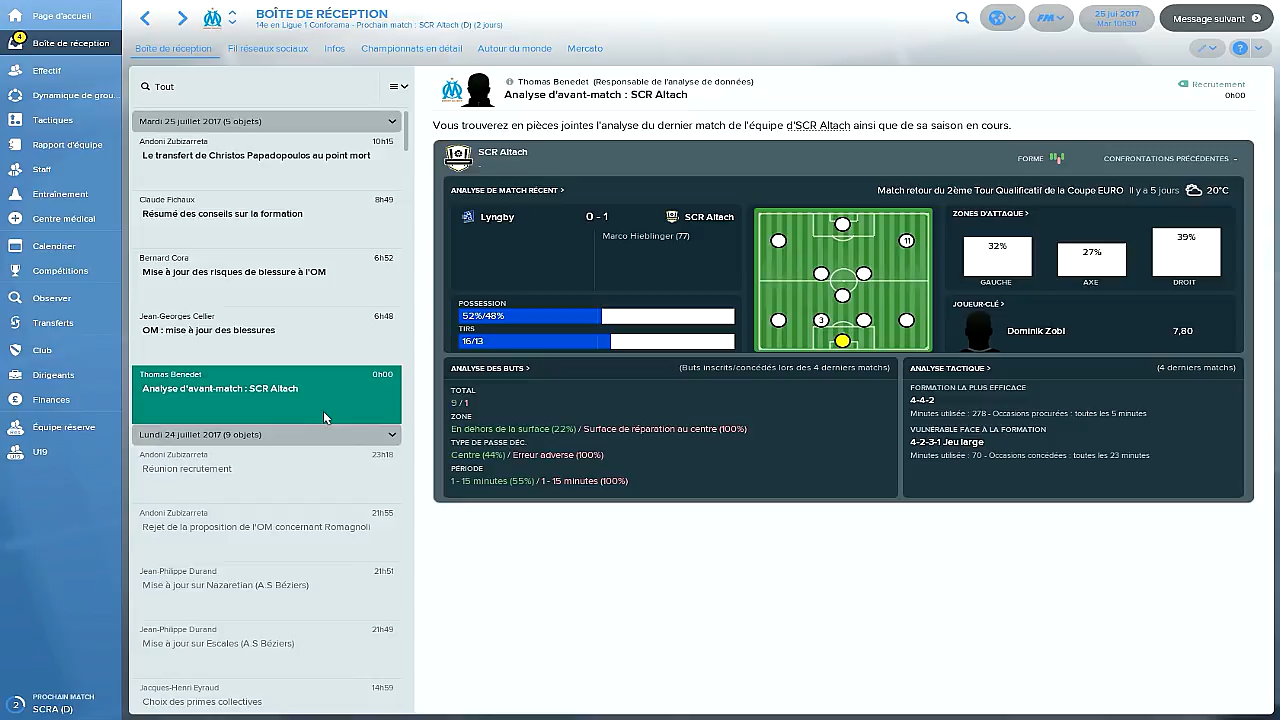 BOÎTE DE RÉCEPTION
14e en Ligue 1 Conforama - Prochain match : SCR Altach (D) (2 jours)
FM
25 jui 2017
Mar 10h30
Message suivant
Boîte de réception
Fil réseaux sociaux
Infos
Championnats en détail
Autour du monde
Mercato
?
Page d'accueil
4
Boîte de réception
Effectif
Dynamique de grou...
Tactiques
Rapport d'équipe
Staff
Entraînement
Centre médical
Calendrier
Compétitions
Observer
Transferts
Club
Dirigeants
Finances
Équipe réserve
U19
2
PROCHAIN MATCH
SCRA (D)
Tout
Mardi 25 juillet 2017 (5 objets)
Andoni Zubizarreta 10h15
Le transfert de Christos Papadopoulos au point mort
Claude Fichaux 8h49
Résumé des conseils sur la formation
Bernard Cora 6h52
Mise à jour des risques de blessure à l'OM
Jean-Georges Cellier 6h48
OM : mise à jour des blessures
Thomas Benedet 0h00
Analyse d'avant-match : SCR Altach
Lundi 24 juillet 2017 (9 objets)
Andoni Zubizarreta 23h18
Réunion recrutement
Andoni Zubizarreta 21h55
Rejet de la proposition de l'OM concernant Romagnoli
Jean-Philippe Durand 21h51
Mise à jour sur Nazaretian (A.S Béziers)
Jean-Philippe Durand 21h49
Mise à jour sur Escales (A.S Béziers)
Jacques-Henri Eyraud 14h59
Choix des primes collectives
Thomas Benedet (Responsable de l'analyse de données)
Analyse d'avant-match : SCR Altach
Recrutement
0h00
Vous trouverez en pièces jointes l'analyse du dernier match de l'équipe d'SCR Altach ainsi que de sa saison en cours.
SCR Altach
-
FORME
CONFRONTATIONS PRÉCÉDENTES -
ANALYSE DE MATCH RÉCENT >
Match retour du 2ème Tour Qualificatif de la Coupe EURO Il y a 5 jours 20°C
Lyngby 0 - 1 SCR Altach
Marco Hieblinger (77)
POSSESSION
52%/48%
TIRS
16/13
11
3
ZONES D'ATTAQUE >
32% 27% 39%
GAUCHE AXE DROIT
JOUEUR-CLÉ >
Dominik Zobl 7,80
ANALYSE DES BUTS > (Buts inscrits/concédés lors des 4 derniers matchs)
TOTAL
9 / 1
ZONE
En dehors de la surface (22%) / Surface de réparation au centre (100%)
TYPE DE PASSE DÉC.
Centre (44%) / Erreur adverse (100%)
PÉRIODE
1 - 15 minutes (55%) / 1 - 15 minutes (100%)
ANALYSE TACTIQUE > (4 derniers matchs)
FORMATION LA PLUS EFFICACE
4-4-2
Minutes utilisée : 278 - Occasions procurées : toutes les 5 minutes
VULNÉRABLE FACE À LA FORMATION
4-2-3-1 Jeu large
Minutes utilisée : 70 - Occasions concédées : toutes les 23 minutes